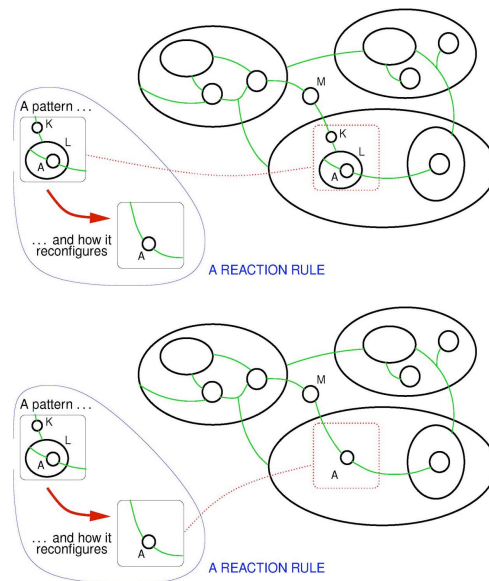 M
A pattern . . .
K
K
L
L
A
A
. . . and how it
reconfigures
A
A REACTION RULE
M
A pattern . . .
K
L
A
A
. . . and how it
reconfigures
A
A REACTION RULE